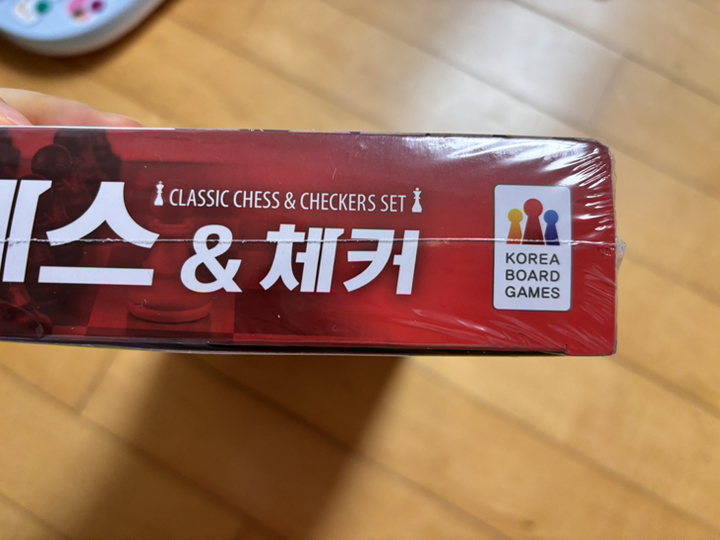 CLASSIC CHESS & CHECKERS SET
스 & 체커
KOREA
BOARD
GAMES